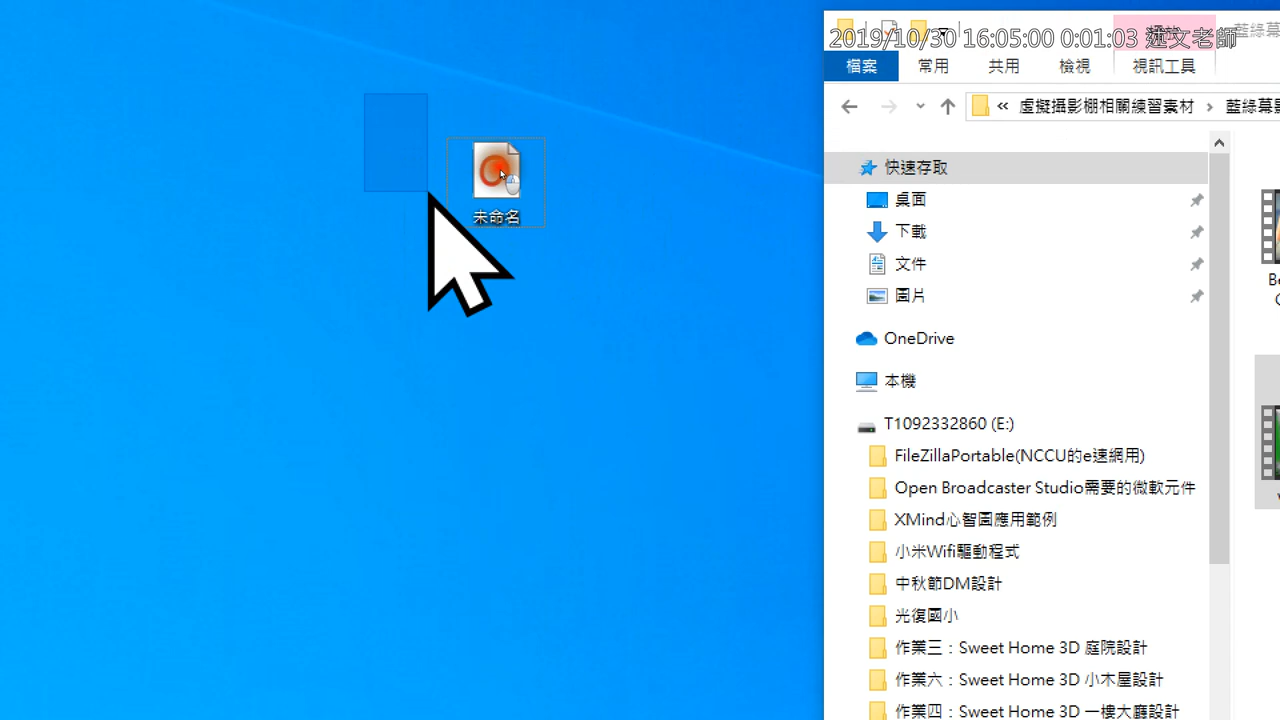 2019/10/30 16:05:00 0:01:03
檔案 常用 共用 檢視 視訊工具
« 虛擬攝影棚相關練習素材 › 藍綠幕
快速存取
桌面
下載
文件
圖片
OneDrive
本機
T1092332860 (E:)
FileZillaPortable(NCCU的e速網用)
Open Broadcaster Studio需要的微軟元件
XMind心智圖應用範例
小米Wifi驅動程式
中秋節DM設計
光復國小
作業三：Sweet Home 3D 庭院設計
作業六：Sweet Home 3D 小木屋設計
作業四：Sweet Home 3D 一樓大廳設計
未命名